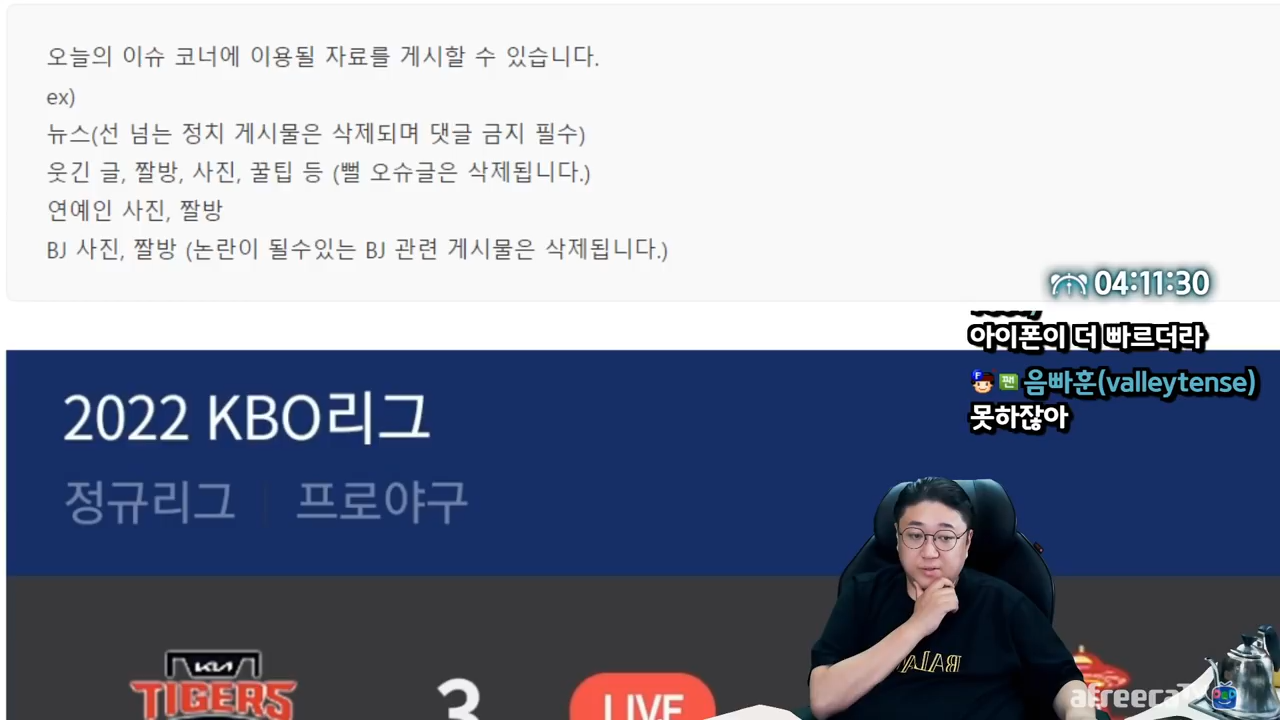 오늘의 이슈 코너에 이용될 자료를 게시할 수 있습니다.
ex)
뉴스(선 넘는 정치 게시물은 삭제되며 댓글 금지 필수)
웃긴 글, 짤방, 사진, 꿀팁 등 (뻘 오슈글은 삭제됩니다.)
연예인 사진, 짤방
BJ 사진, 짤방 (논란이 될수있는 BJ 관련 게시물은 삭제됩니다.)
04:11:30
아이폰이 더 빠르더라
F 팬 음빠훈(valleytense)
못하잖아
2022 KBO리그
정규리그 프로야구
KIA
TIGERS
3
LIVE
afreecaTV